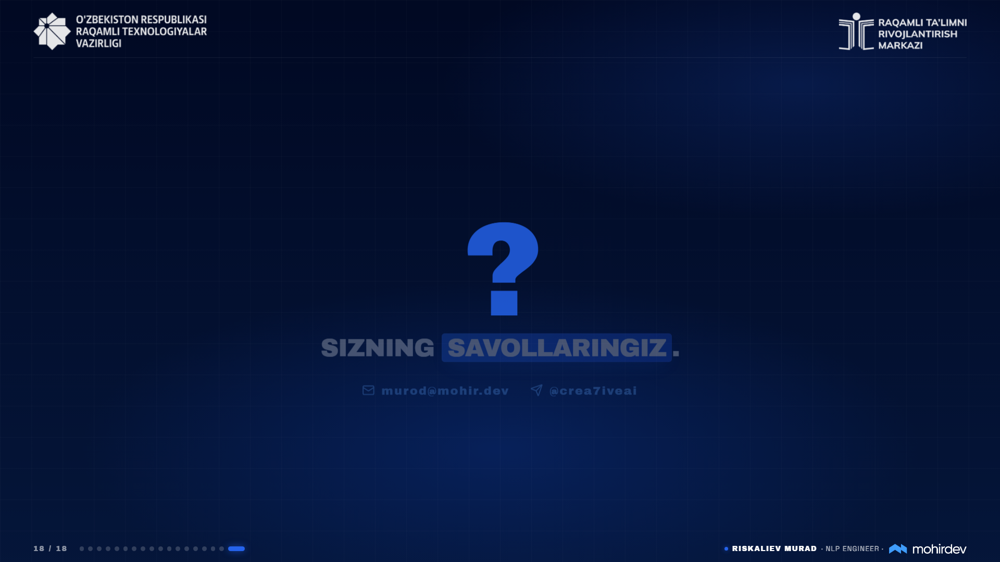 O'ZBEKISTON RESPUBLIKASI
RAQAMLI TEXNOLOGIYALAR
VAZIRLIGI
RAQAMLI TA'LIMNI
RIVOJLANTIRISH
MARKAZI
?
SIZNING SAVOLLARINGIZ.
murod@mohir.dev @crea7iveai
18 / 18
RISKALIEV MURAD · NLP ENGINEER · mohirdev